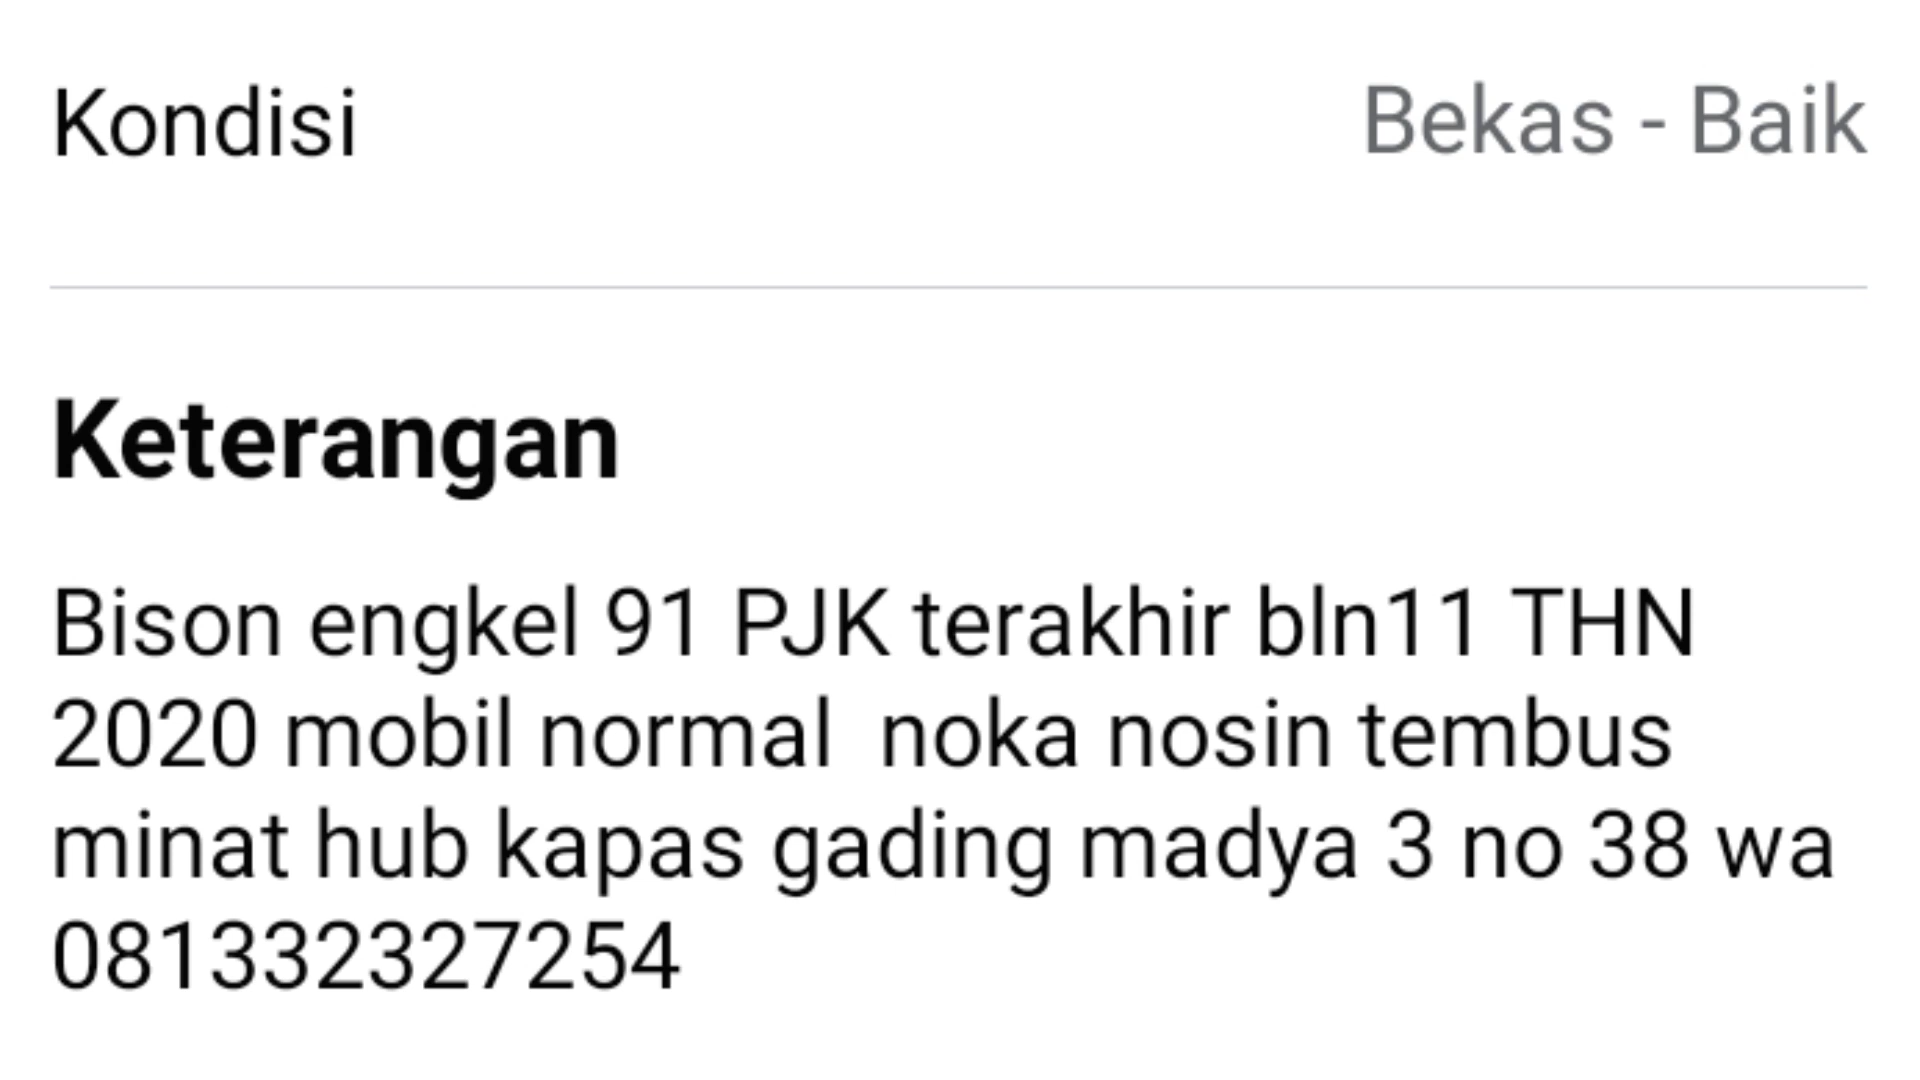 Kondisi Bekas - Baik
Keterangan
Bison engkel 91 PJK terakhir bln11 THN
2020 mobil normal  noka nosin tembus
minat hub kapas gading madya 3 no 38 wa
081332327254